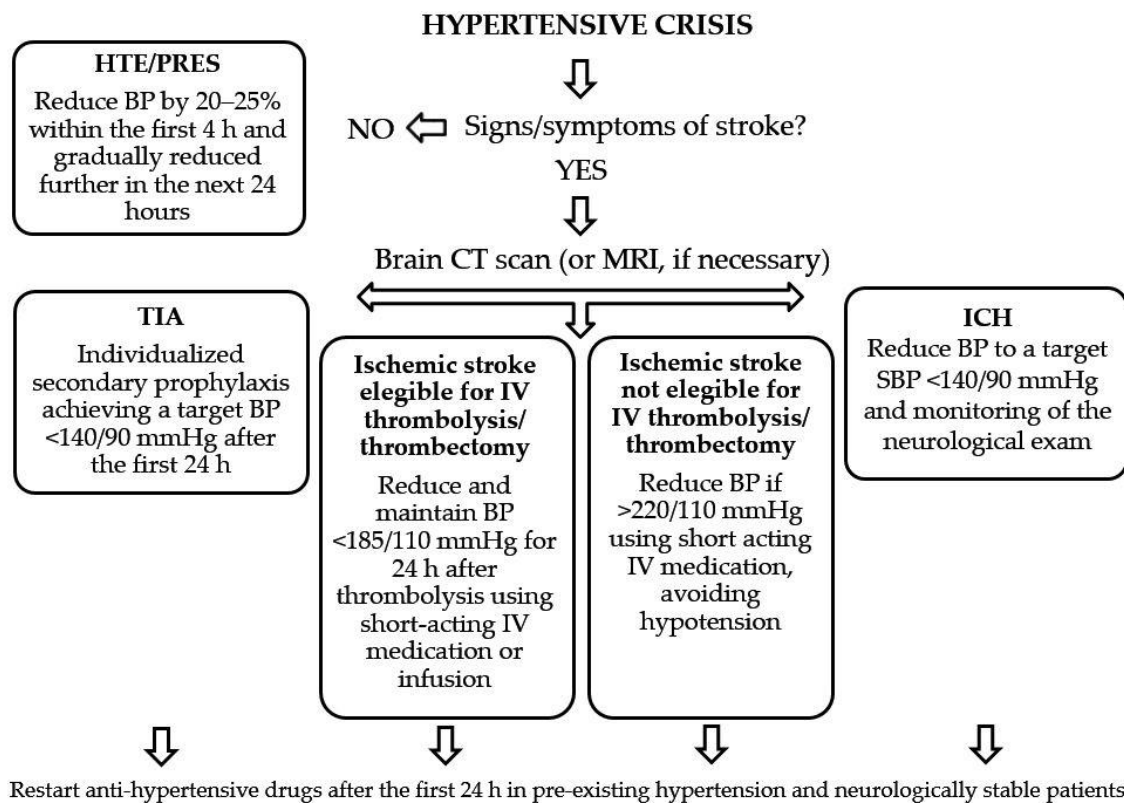 HYPERTENSIVE CRISIS
HTE/PRES
Reduce BP by 20–25%
within the first 4 h and
gradually reduced
further in the next 24
hours
NO
Signs/symptoms of stroke?
YES
Brain CT scan (or MRI, if necessary)
TIA
Individualized
secondary prophylaxis
achieving a target BP
<140/90 mmHg after
the first 24 h
Ischemic stroke
elegible for IV
thrombolysis/
thrombectomy
Reduce and
maintain BP
<185/110 mmHg for
24 h after
thrombolysis using
short-acting IV
medication or
infusion
Ischemic stroke
not elegible for
IV thrombolysis/
thrombectomy
Reduce BP if
>220/110 mmHg
using short acting
IV medication,
avoiding
hypotension
ICH
Reduce BP to a target
SBP <140/90 mmHg
and monitoring of the
neurological exam
Restart anti-hypertensive drugs after the first 24 h in pre-existing hypertension and neurologically stable patients